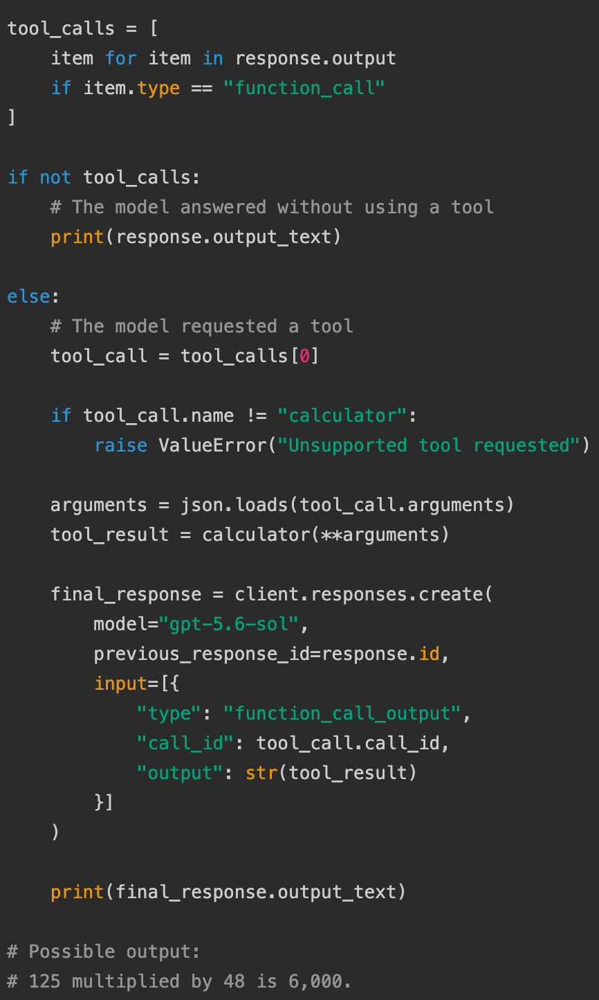 tool_calls = [
    item for item in response.output
    if item.type == "function_call"
]

if not tool_calls:
    # The model answered without using a tool
    print(response.output_text)

else:
    # The model requested a tool
    tool_call = tool_calls[0]

    if tool_call.name != "calculator":
        raise ValueError("Unsupported tool requested")

    arguments = json.loads(tool_call.arguments)
    tool_result = calculator(**arguments)

    final_response = client.responses.create(
        model="gpt-5.6-sol",
        previous_response_id=response.id,
        input=[{
            "type": "function_call_output",
            "call_id": tool_call.call_id,
            "output": str(tool_result)
        }]
    )

    print(final_response.output_text)

# Possible output:
# 125 multiplied by 48 is 6,000.